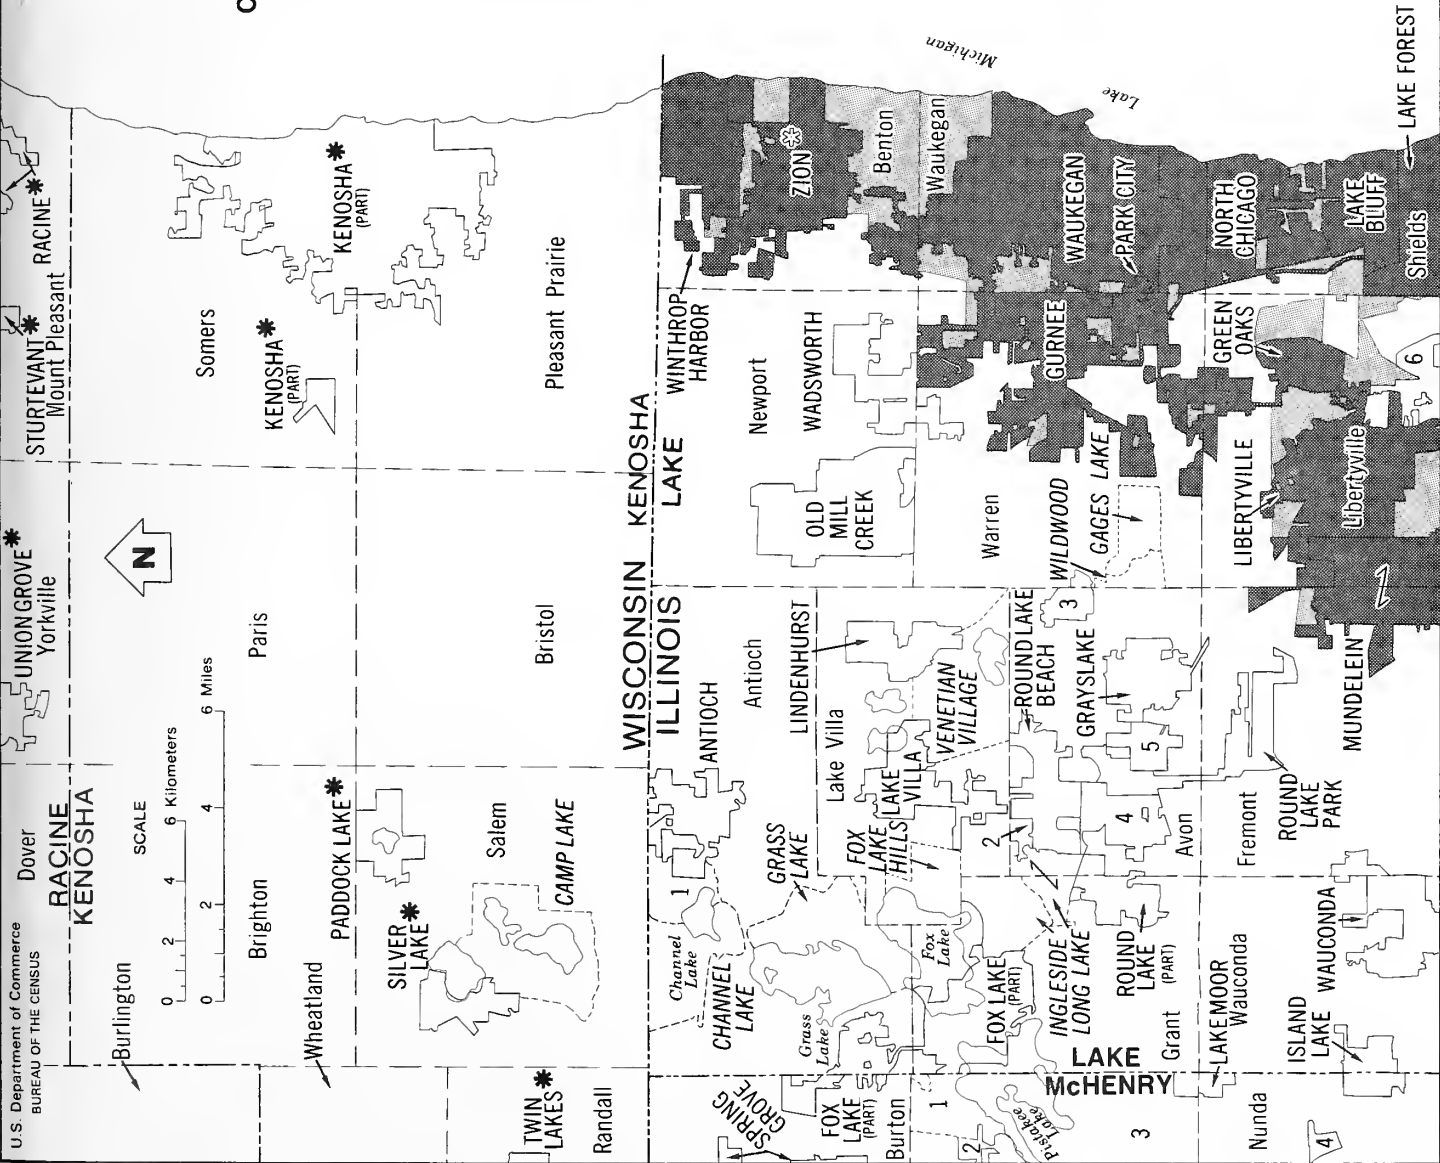 U.S. Department of Commerce
BUREAU OF THE CENSUS
Dover
RACINE
KENOSHA
SCALE
0 2 4 6 Kilometers
0 2 4 6 Miles
N
UNION GROVE*
Yorkville
STURTEVANT*
Mount Pleasant
RACINE*
Burlington
Brighton
Paris
Somers
KENOSHA*
(PART)
KENOSHA*
(PART)
Wheatland
PADDOCK LAKE*
SILVER
LAKE*
Salem
CAMP LAKE
Bristol
Pleasant Prairie
TWIN
LAKES*
Randall
WISCONSIN
ILLINOIS
KENOSHA
LAKE
Michigan
Lake
WINTHROP
HARBOR
ZION*
Benton
Waukegan
WAUKEGAN
PARK CITY
NORTH
CHICAGO
LAKE
BLUFF
Shields
LAKE FOREST
Newport
WADSWORTH
OLD
MILL
CREEK
GURNEE
GREEN
OAKS
6
Warren
WILDWOOD
GAGES LAKE
LIBERTYVILLE
Libertyville
MUNDELEIN
ANTIOCH
Antioch
1
LINDENHURST
Lake Villa
LAKE
VILLA
VENETIAN
VILLAGE
GRASS
LAKE
FOX
LAKE
HILLS
2
ROUND LAKE
BEACH
3
GRAYSLAKE
5
4
Avon
Fremont
ROUND
LAKE
PARK
Channel
Lake
CHANNEL
LAKE
Grass
Lake
Fox
Lake
FOX LAKE
(PART)
INGLESIDE
LONG LAKE
ROUND
LAKE
(PART)
Grant
LAKEMOOR
Wauconda
WAUCONDA
ISLAND
LAKE
LAKE
McHENRY
SPRING
GROVE
FOX
LAKE
(PART)
Burton
1
2
Pistakee
Lake
3
Nunda
4